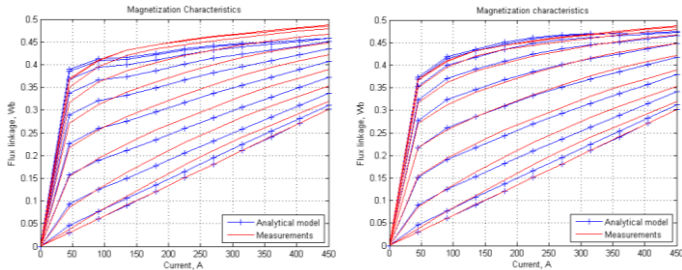 Magnetization Characteristics
0.5
0.45
0.4
0.35
0.3
0.25
0.2
0.15
0.1
0.05
0
Flux linkage, Wb
0 50 100 150 200 250 300 350 400 450
Current, A
Analytical model
Measurements
Magnetization characteristics
0.5
0.45
0.4
0.35
0.3
0.25
0.2
0.15
0.1
0.05
0
Flux linkage, Wb
0 50 100 150 200 250 300 350 400 450
Current, A
Analytical model
Measurements